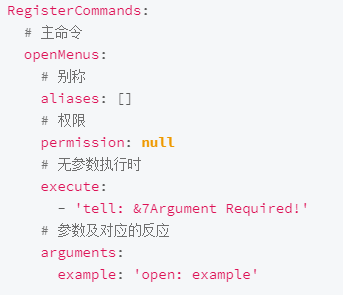 RegisterCommands:
  # 主命令
  openMenus:
    # 别称
    aliases: []
    # 权限
    permission: null
    # 无参数执行时
    execute:
      - 'tell: &7Argument Required!'
    # 参数及对应的反应
    arguments:
      example: 'open: example'